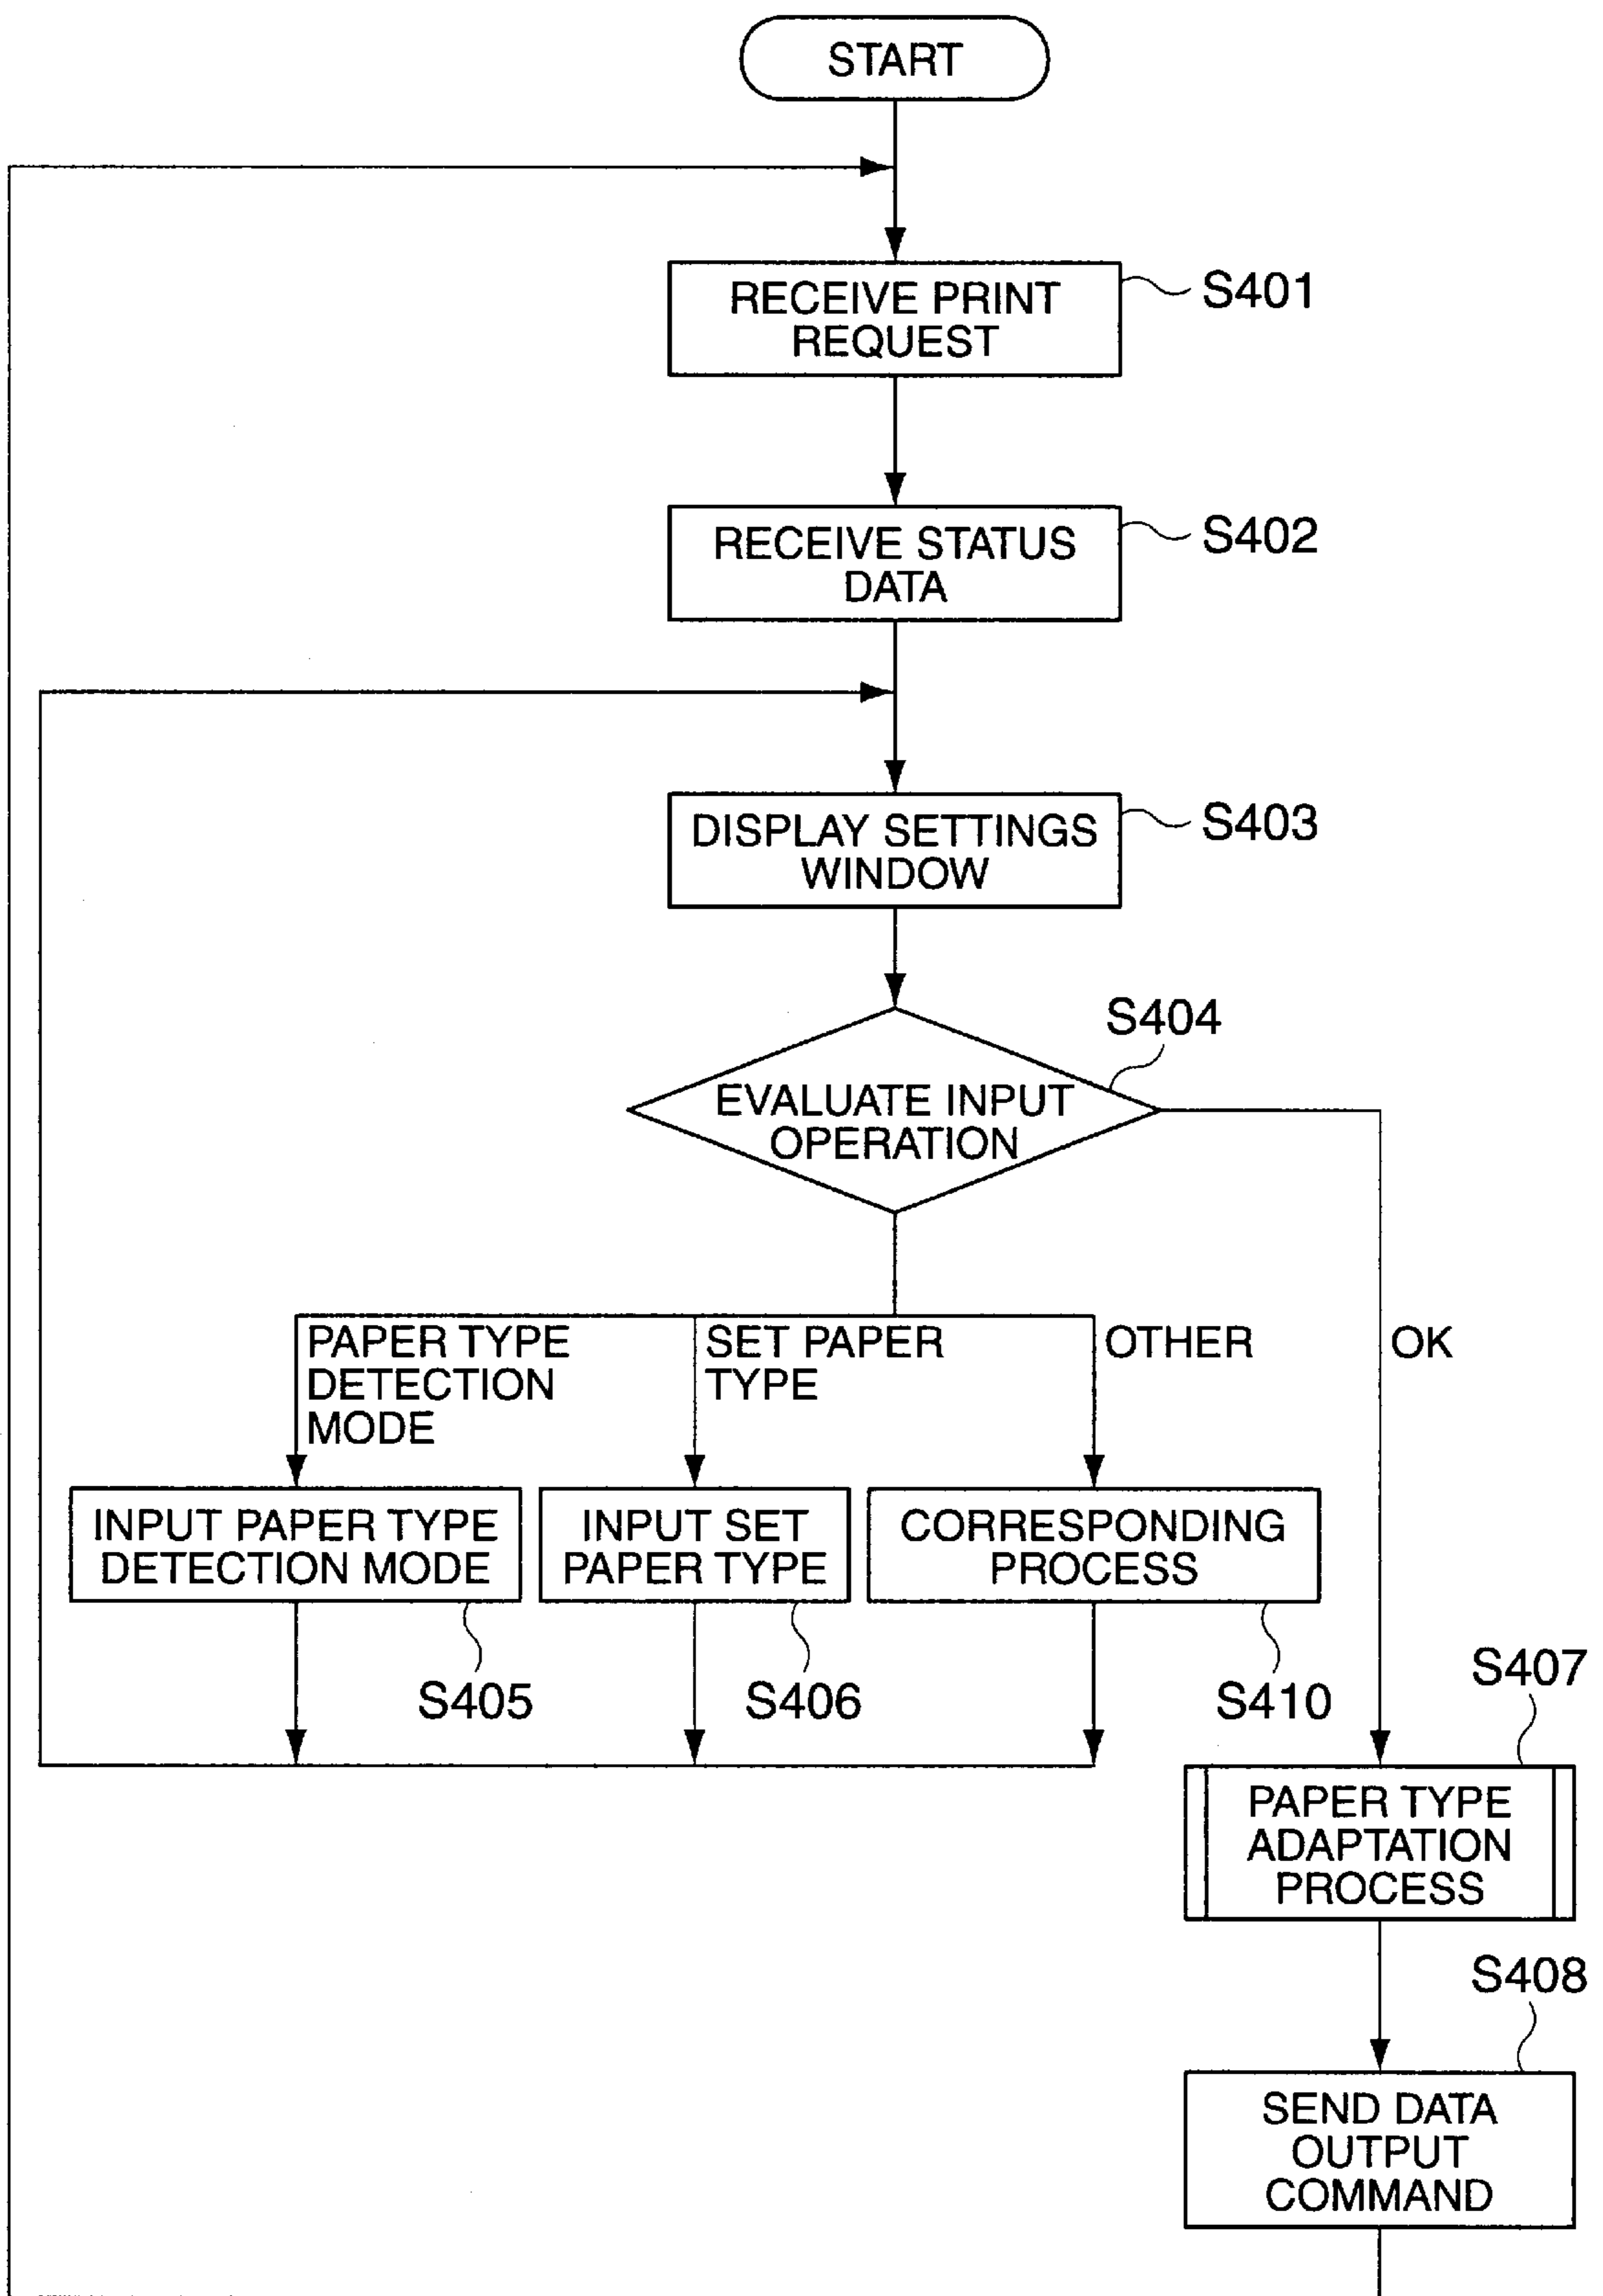 START
RECEIVE PRINT
REQUEST
S401
RECEIVE STATUS
DATA
S402
DISPLAY SETTINGS
WINDOW
S403
S404
EVALUATE INPUT
OPERATION
PAPER TYPE
DETECTION
MODE
SET PAPER
TYPE
OTHER
OK
INPUT PAPER TYPE
DETECTION MODE
INPUT SET
PAPER TYPE
CORRESPONDING
PROCESS
S405
S406
S410
S407
PAPER TYPE
ADAPTATION
PROCESS
S408
SEND DATA
OUTPUT
COMMAND